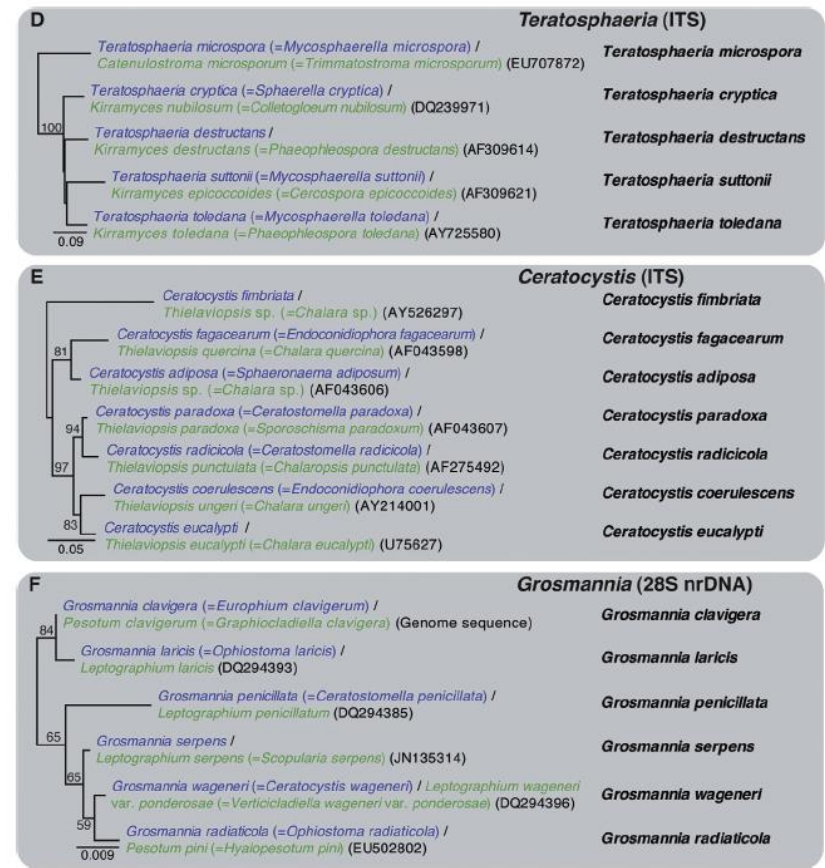 D
Teratosphaeria (ITS)
Teratosphaeria microspora (=Mycosphaerella microspora) /
Catenulostroma microsporum (=Trimmatostroma microsporum) (EU707872)
Teratosphaeria microspora
Teratosphaeria cryptica (=Sphaerella cryptica) /
Kirramyces nubilosum (=Colletogloeum nubilosum) (DQ239971)
Teratosphaeria cryptica
100
Teratosphaeria destructans /
Kirramyces destructans (=Phaeophleospora destructans) (AF309614)
Teratosphaeria destructans
Teratosphaeria suttonii (=Mycosphaerella suttonii) /
Kirramyces epicoccoides (=Cercospora epicoccoides) (AF309621)
Teratosphaeria suttonii
Teratosphaeria toledana (=Mycosphaerella toledana) /
Kirramyces toledana (=Phaeophleospora toledana) (AY725580)
Teratosphaeria toledana
0.09
E
Ceratocystis (ITS)
Ceratocystis fimbriata /
Thielaviopsis sp. (=Chalara sp.) (AY526297)
Ceratocystis fimbriata
81
Ceratocystis fagacearum (=Endoconidiophora fagacearum) /
Thielaviopsis quercina (=Chalara quercina) (AF043598)
Ceratocystis fagacearum
Ceratocystis adiposa (=Sphaeronaema adiposum) /
Thielaviopsis sp. (=Chalara sp.) (AF043606)
Ceratocystis adiposa
94
Ceratocystis paradoxa (=Ceratostomella paradoxa) /
Thielaviopsis paradoxa (=Sporoschisma paradoxum) (AF043607)
Ceratocystis paradoxa
97
Ceratocystis radicicola (=Ceratostomella radicicola) /
Thielaviopsis punctulata (=Chalaropsis punctulata) (AF275492)
Ceratocystis radicicola
Ceratocystis coerulescens (=Endoconidiophora coerulescens) /
Thielaviopsis ungeri (=Chalara ungeri) (AY214001)
Ceratocystis coerulescens
83
Ceratocystis eucalypti /
Thielaviopsis eucalypti (=Chalara eucalypti) (U75627)
Ceratocystis eucalypti
0.05
F
Grosmannia (28S nrDNA)
84
Grosmannia clavigera (=Europhium clavigerum) /
Pesotum clavigerum (=Graphiocladiella clavigera) (Genome sequence)
Grosmannia clavigera
Grosmannia laricis (=Ophiostoma laricis) /
Leptographium laricis (DQ294393)
Grosmannia laricis
Grosmannia penicillata (=Ceratostomella penicillata) /
Leptographium penicillatum (DQ294385)
Grosmannia penicillata
65
Grosmannia serpens /
Leptographium serpens (=Scopularia serpens) (JN135314)
Grosmannia serpens
65
Grosmannia wageneri (=Ceratocystis wageneri) / Leptographium wageneri
var. ponderosae (=Verticicladiella wageneri var. ponderosae) (DQ294396)
Grosmannia wageneri
59
Grosmannia radiaticola (=Ophiostoma radiaticola) /
Pesotum pini (=Hyalopesotum pini) (EU502802)
Grosmannia radiaticola
0.009